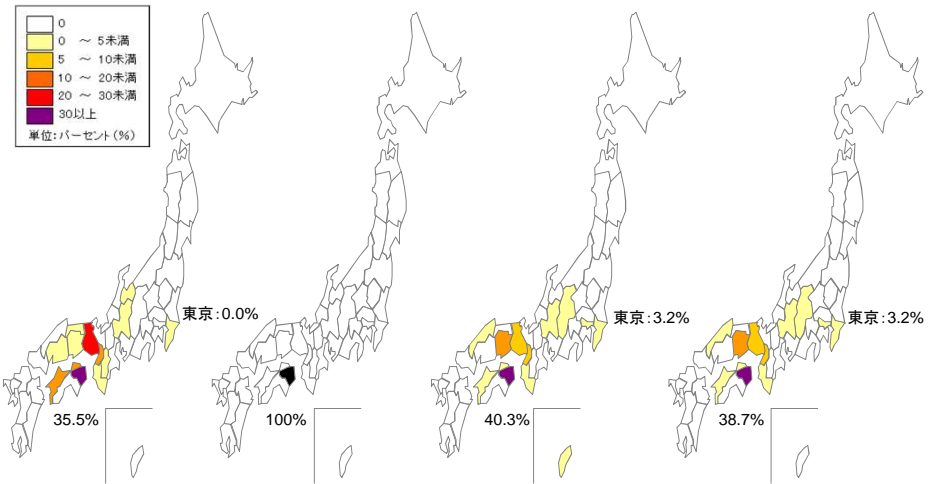 0
0 ～ 5未満
5 ～ 10未満
10 ～ 20未満
20 ～ 30未満
30以上
単位：パーセント（%）
東京：0.0%
東京：3.2%
東京：3.2%
35.5%
100%
40.3%
38.7%